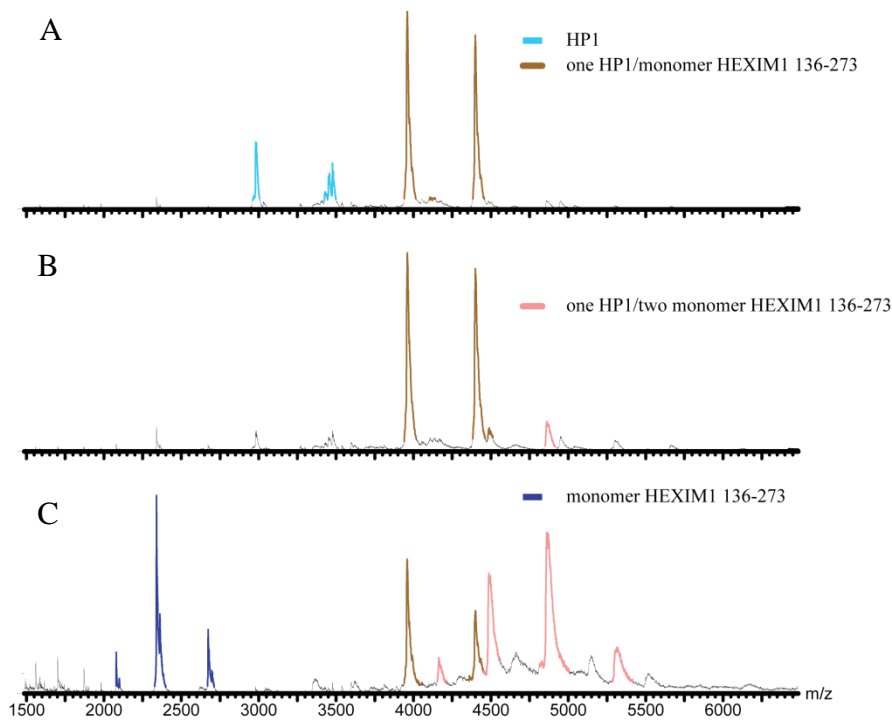 A
HP1
one HP1/monomer HEXIM1 136-273
B
one HP1/two monomer HEXIM1 136-273
C
monomer HEXIM1 136-273
1500 2000 2500 3000 3500 4000 4500 5000 5500 6000 m/z